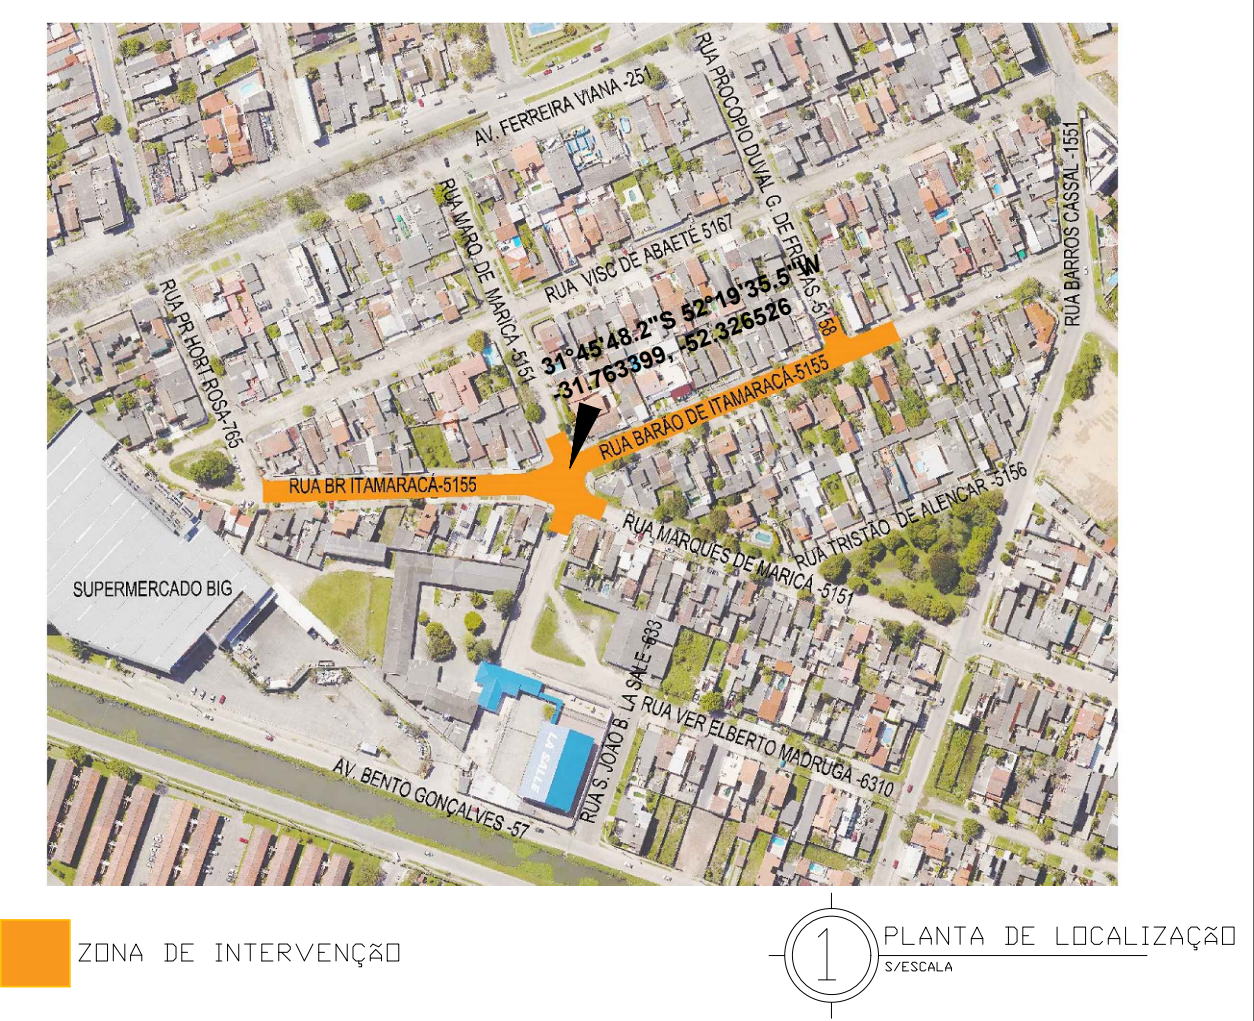 RUA PROCOPIO DUVAL G. DE FREITAS -5158
AV. FERREIRA VIANA -251
RUA BARROS CASSAL -1551
RUA MARQ. DE MARICÁ -5151
RUA VISC DE ABAETÉ 5167
RUA PR.HORT ROSA-765
31°45'48.2"S 52°19'35.5"W
-31.763399, -52.326526
RUA BARÃO DE ITAMARACÁ-5155
RUA BR ITAMARACÁ-5155
RUA TRISTÃO DE ALENCAR -5156
RUA MARQUES DE MARICÁ -5151
SUPERMERCADO BIG
RUA S. JOAO B. LA SALE -633
RUA VER ELBERTO MADRUGA -6310
LA SALLE
AV. BENTO GONÇALVES -57
ZONA DE INTERVENÇÃO
1
PLANTA DE LOCALIZAÇÃO
S/ESCALA